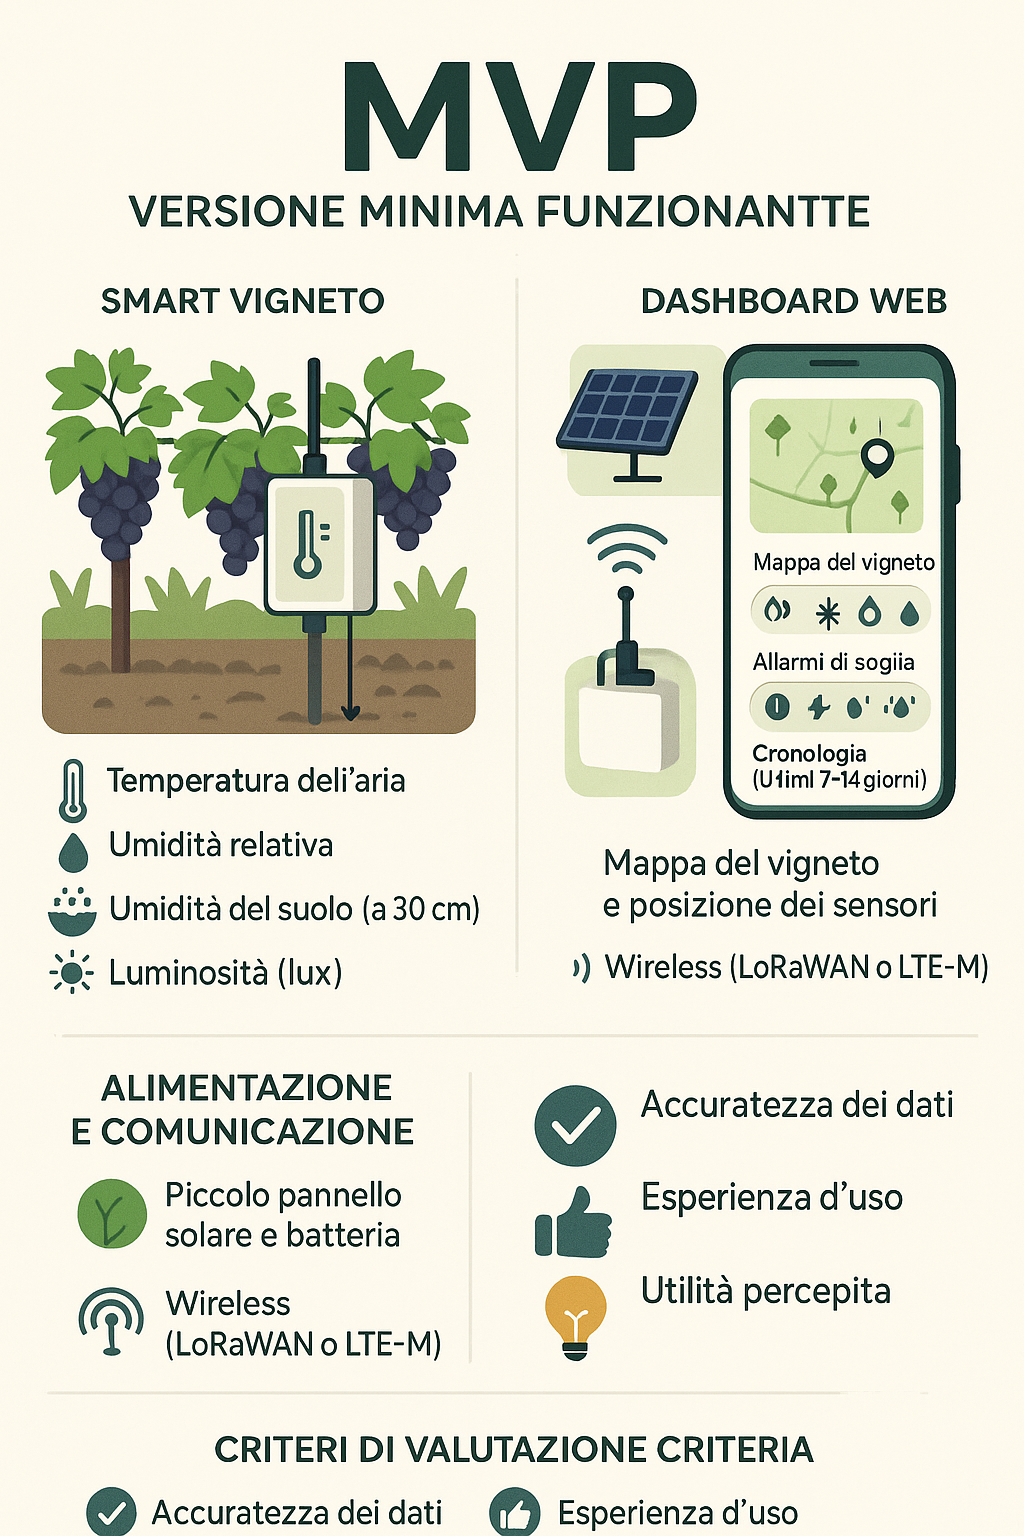 MVP
VERSIONE MINIMA FUNZIONANTTE
SMART VIGNETO
Temperatura deli'aria
Umidità relativa
Umidità del suolo (a 30 cm)
Luminosità (lux)
DASHBOARD WEB
Mappa del vigneto
Allarmi di sogiia
Cronologia
(U1iml 7–14 giorni)
Mappa del vigneto
e posizione dei sensori
Wireless (LoRaWAN o LTE-M)
ALIMENTAZIONE
E COMUNICAZIONE
Piccolo pannello
solare e batteria
Wireless
(LoRaWAN o LTE-M)
Accuratezza dei dati
Esperienza d'uso
Utilità percepita
CRITERI DI VALUTAZIONE CRITERIA
Accuratezza dei dati
Esperienza d'uso